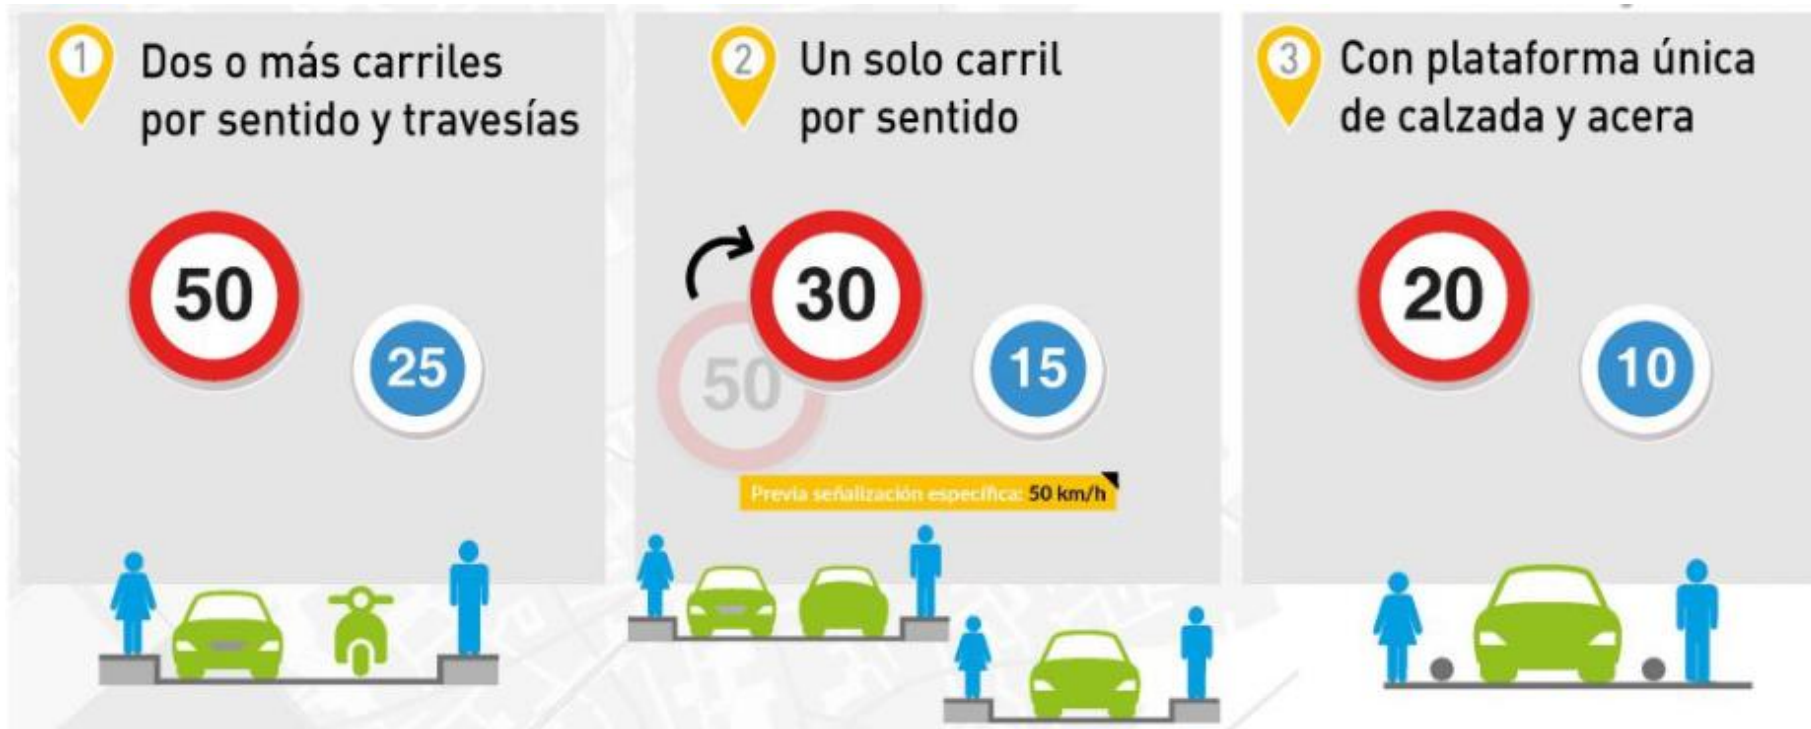 1
Dos o más carriles
por sentido y travesías
50
25
2
Un solo carril
por sentido
50
30
15
Previa señalización específica: 50 km/h
3
Con plataforma única
de calzada y acera
20
10